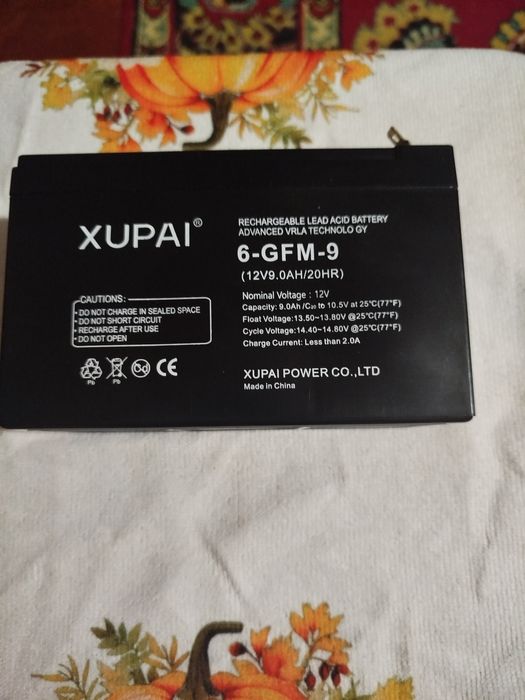 XUPAI®
RECHARGEABLE LEAD ACID BATTERY
ADVANCED VRLA TECHNOLO GY
6-GFM-9
(12V9.0AH/20HR)
Nominal Voltage : 12V
Capacity: 9.0Ah /C20 to 10.5V at 25°C(77°F)
Float Voltage:13.50~13.80V @25°C(77°F)
Cycle Voltage:14.40~14.80V @25°C(77°F)
Charge Current: Less than 2.0A
CAUTIONS:
• DO NOT CHARGE IN SEALED SPACE
• DO NOT SHORT CIRCUIT
• RECHARGE AFTER USE
• DO NOT OPEN
Pb Pb Cd CE
XUPAI POWER CO.,LTD
Made in China